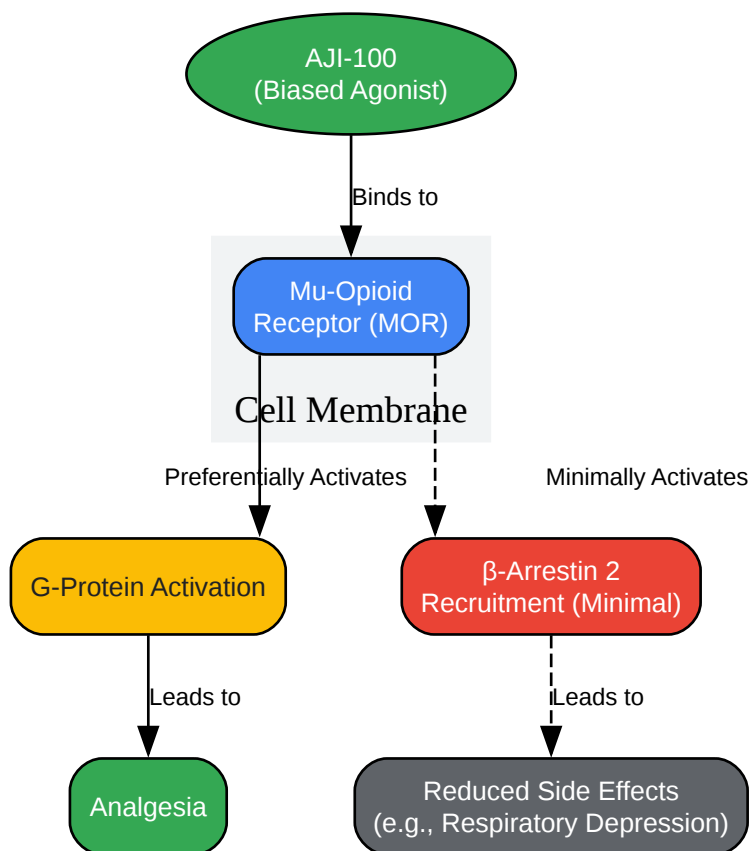 AJI-100
(Biased Agonist)
Binds to
Mu-Opioid
Receptor (MOR)
Cell Membrane
Preferentially Activates
Minimally Activates
G-Protein Activation
β-Arrestin 2
Recruitment (Minimal)
Leads to
Leads to
Analgesia
Reduced Side Effects
(e.g., Respiratory Depression)